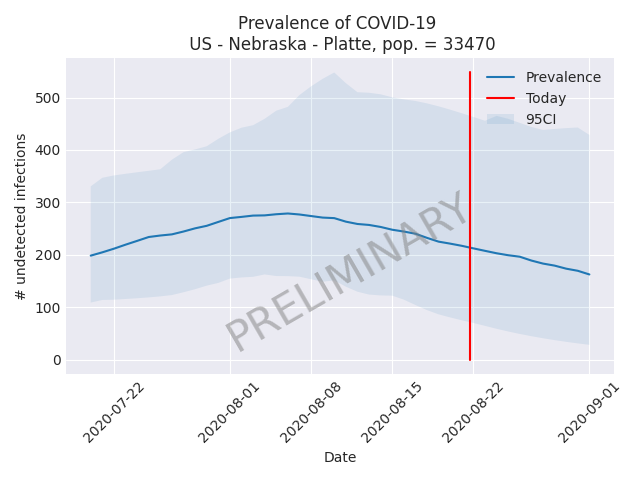 Prevalence of COVID-19
US - Nebraska - Platte, pop. = 33470
Prevalence
Today
95CI
# undetected infections
500
400
300
200
100
0
PRELIMINARY
2020-07-22
2020-08-01
2020-08-08
2020-08-15
2020-08-22
2020-09-01
Date